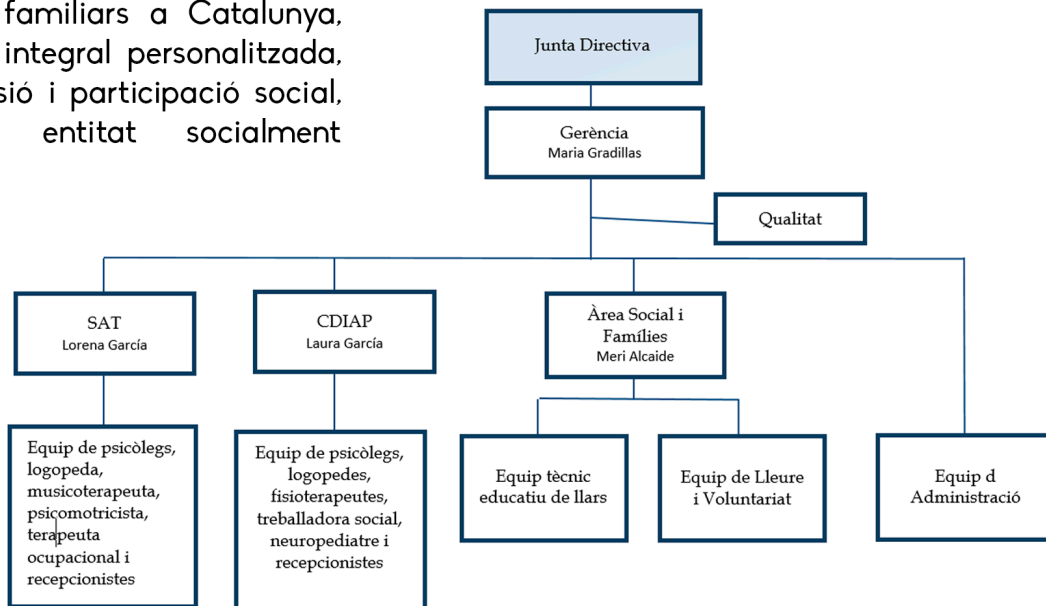 familiars a Catalunya,
integral personalitzada,
sió i participació social,
entitat socialment
Junta Directiva
Gerència
Maria Gradillas
Qualitat
SAT
Lorena García
CDIAP
Laura García
Àrea Social i
Famílies
Meri Alcaide
Equip de psicòlegs,
logopeda,
musicoterapeuta,
psicomotricista,
terapeuta
ocupacional i
recepcionistes
Equip de psicòlegs,
logopedes,
fisioterapeutes,
treballadora social,
neuropediatre i
recepcionistes
Equip tècnic
educatiu de llars
Equip de Lleure
i Voluntariat
Equip d
Administració